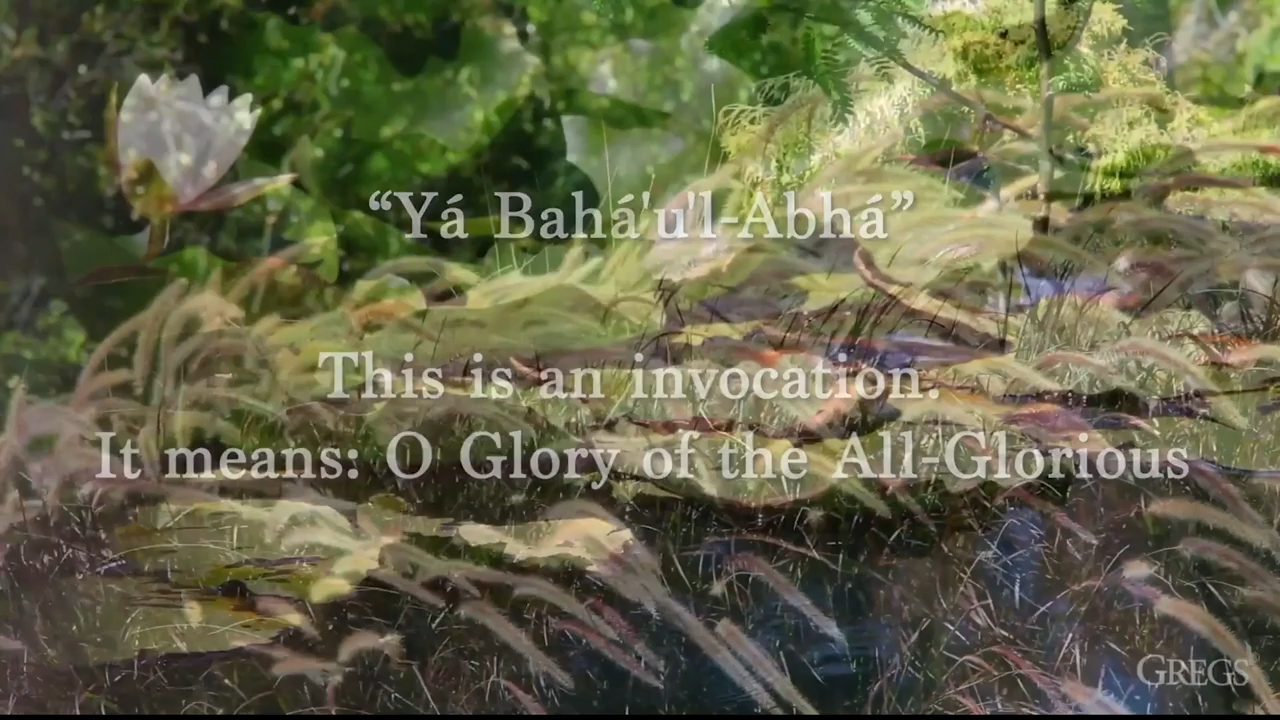 “Yá Bahá'u'l-Abhá”
This is an invocation.
It means: O Glory of the All-Glorious
GREGS